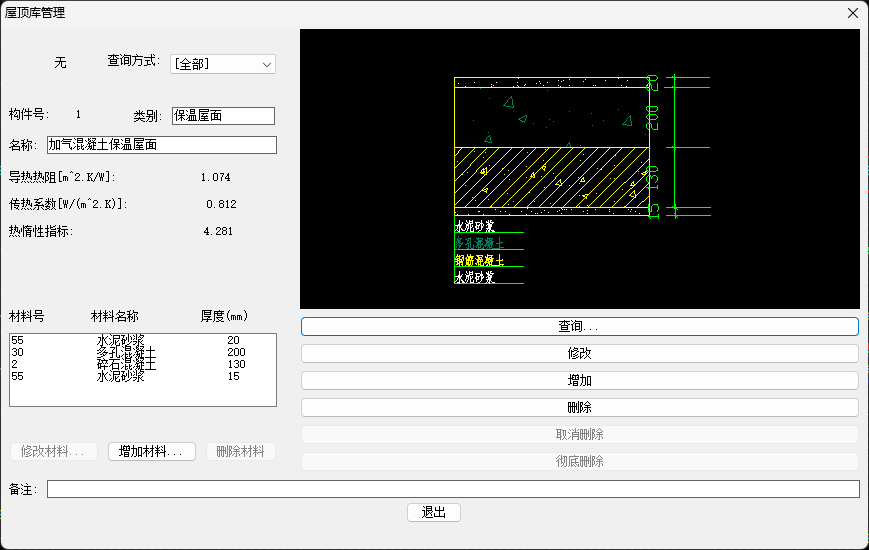 屋顶库管理
无 查询方式: [全部]
构件号: 1 类别: 保温屋面
名称: 加气混凝土保温屋面
导热热阻[m^2.K/W]: 1.074
传热系数[W/(m^2.K)]: 0.812
热惰性指标: 4.281
材料号 材料名称 厚度(mm)
55 水泥砂浆 20
30 多孔混凝土 200
2 碎石混凝土 130
55 水泥砂浆 15
修改材料... 增加材料... 删除材料
20
200
130
15
水泥砂浆
多孔混凝土
钢筋混凝土
水泥砂浆
查询...
修改
增加
删除
取消删除
彻底删除
备注:
退出